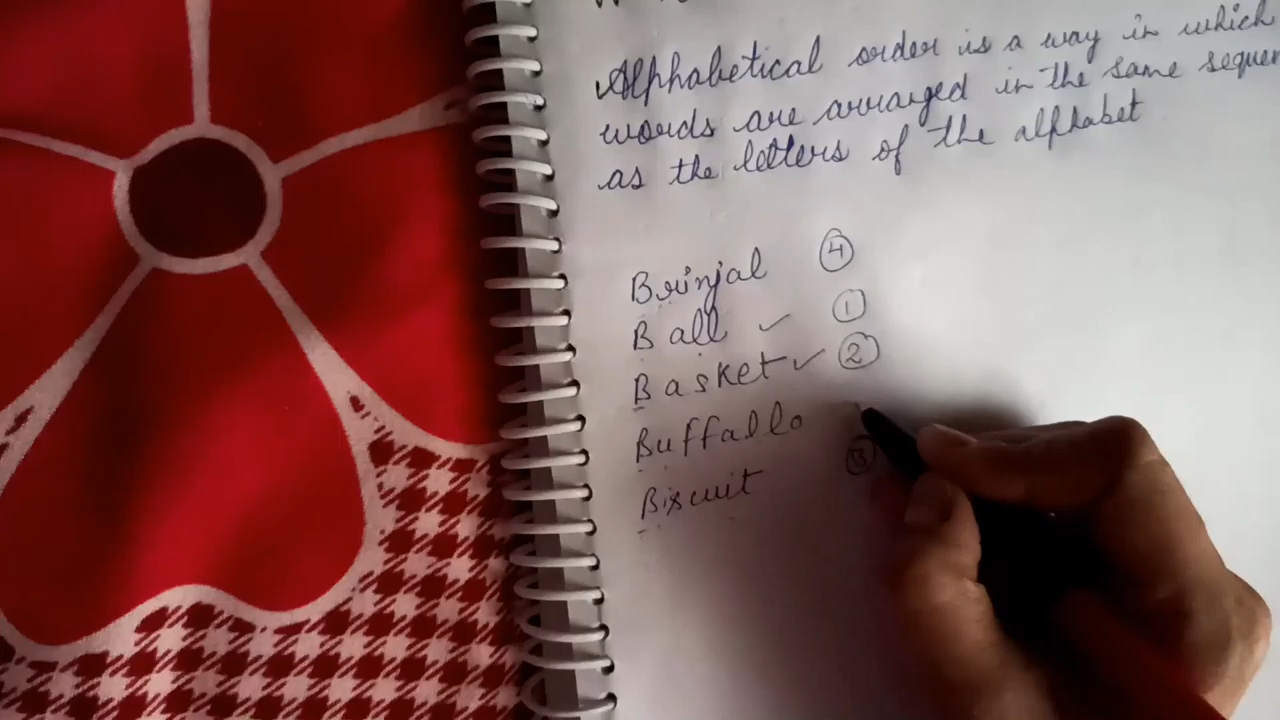 Alphabetical order is a way in which
words are arranged in the same sequen
as the letters of the alphabet
Brinjal 4
Ball ✓ 1
Basket ✓ 2
Buffallo
Biscuit 3